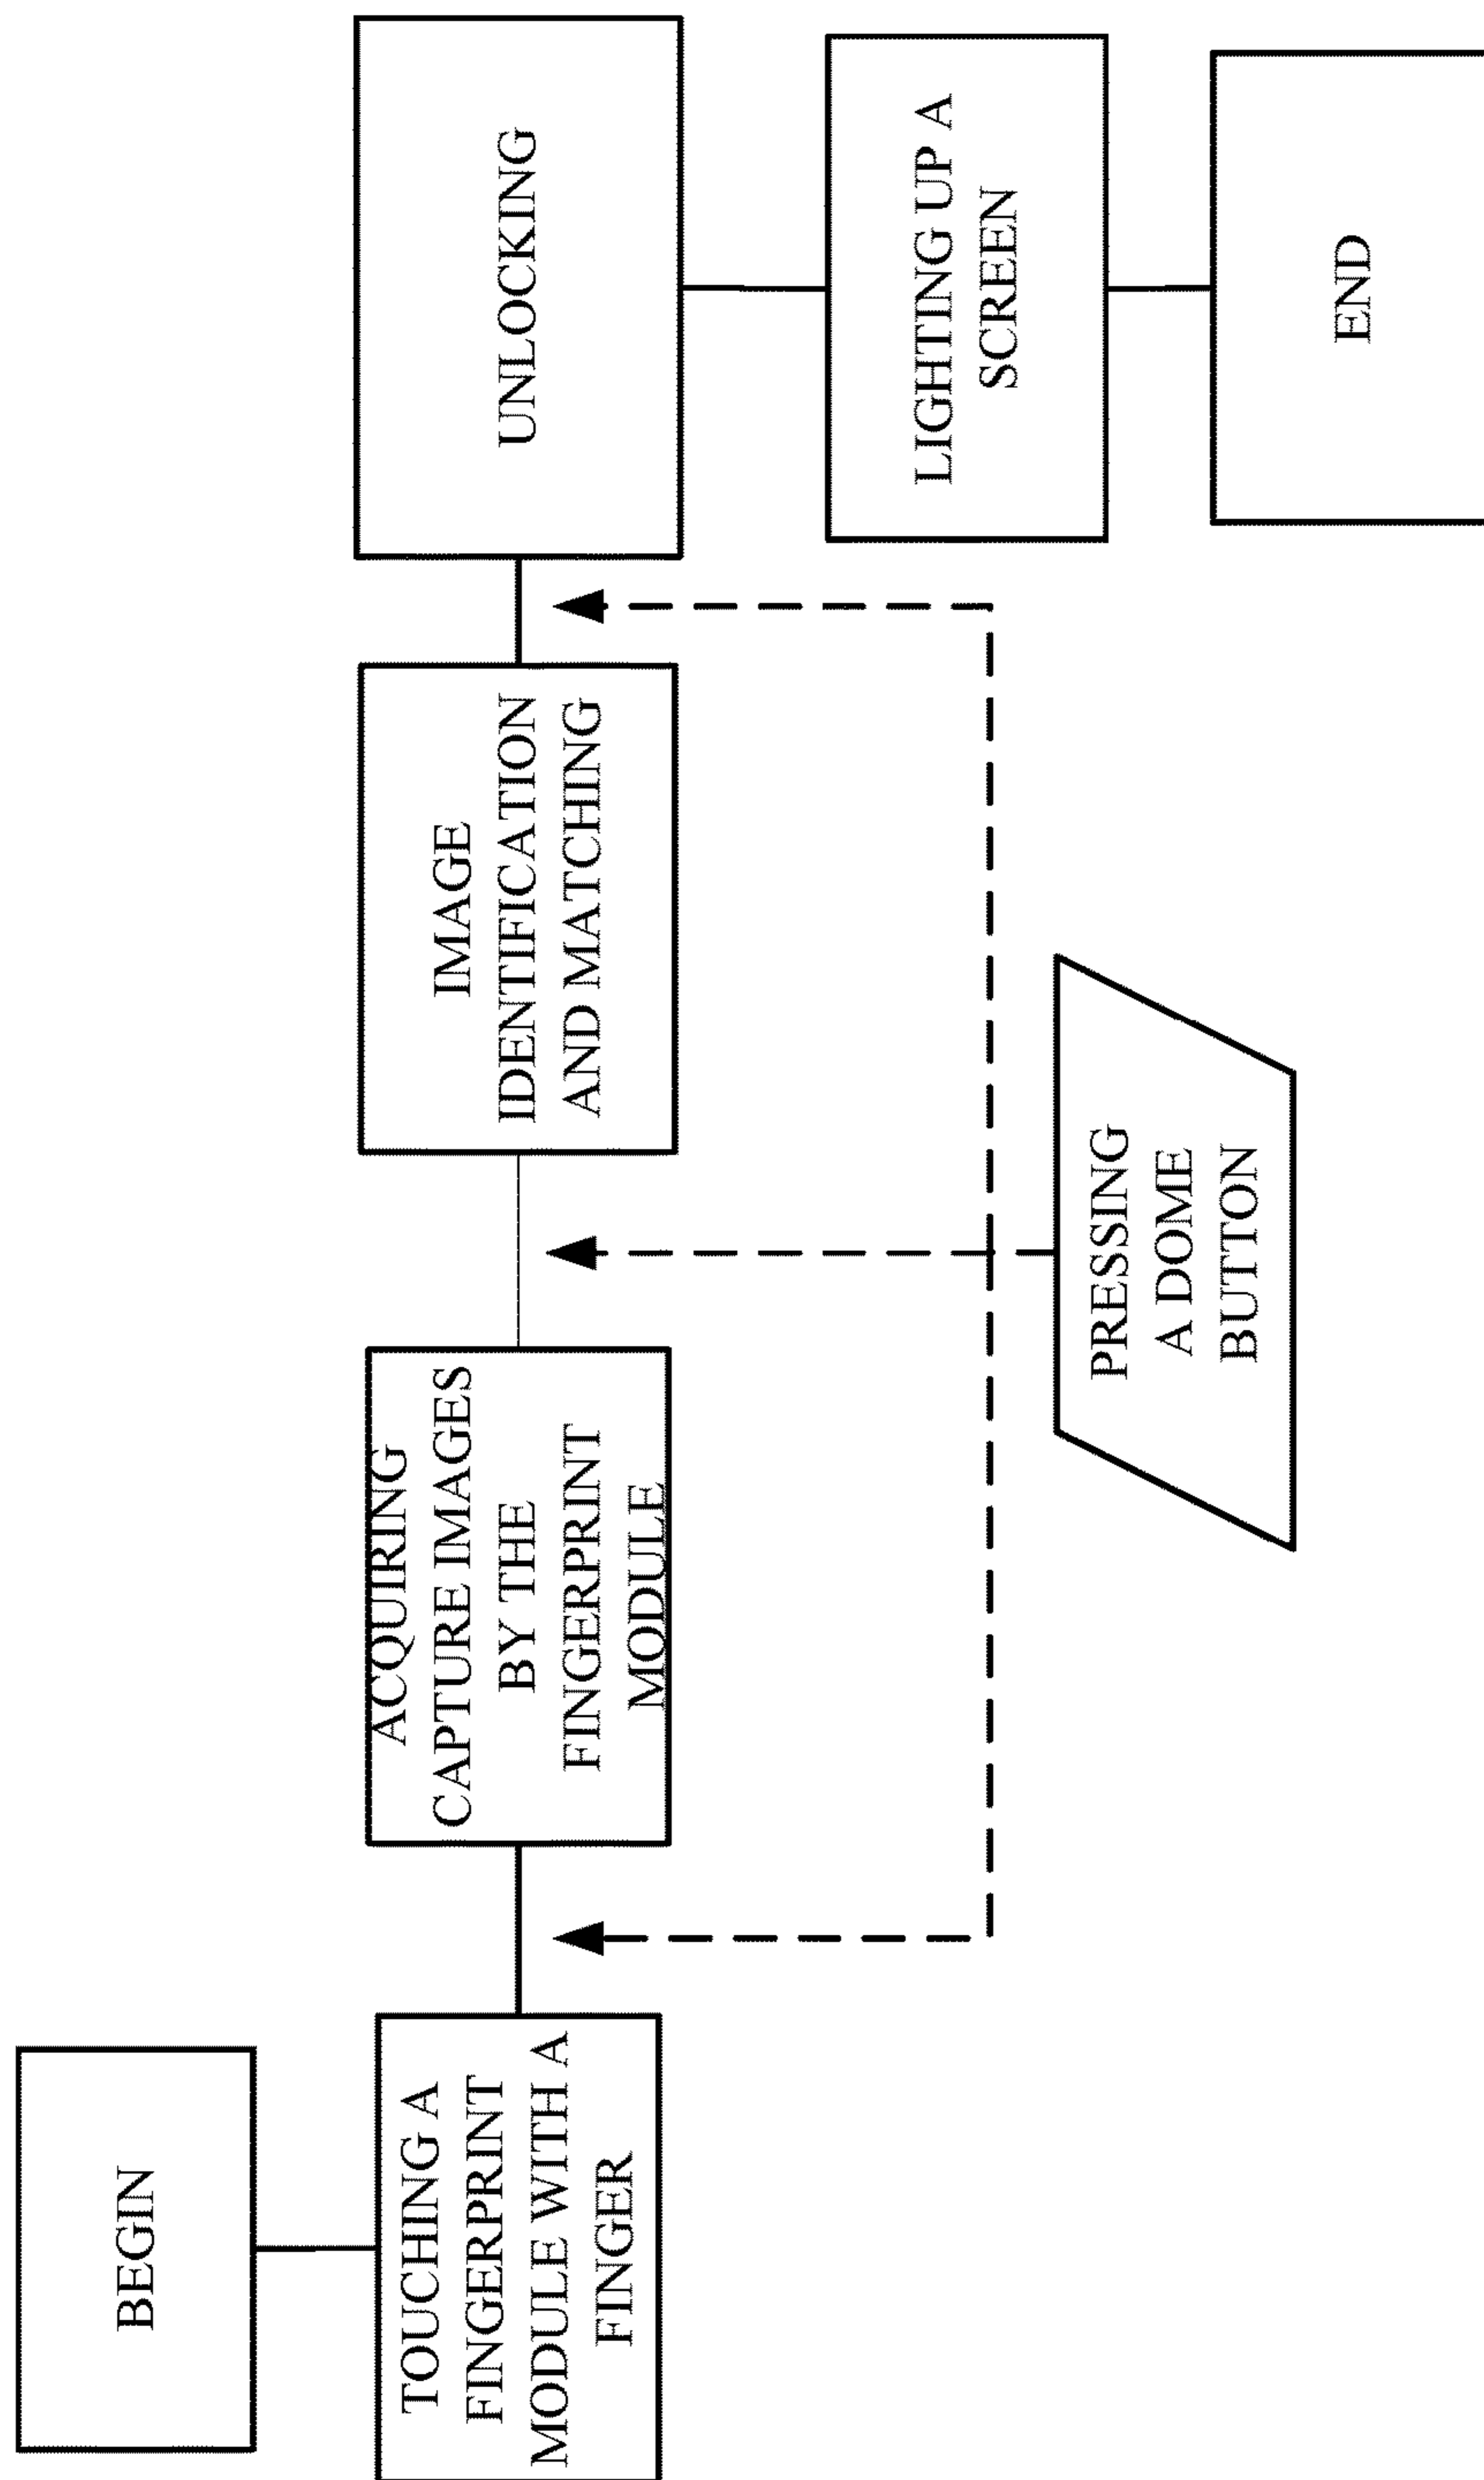 BEGIN
TOUCHING A
FINGERPRINT
MODULE WITH A
FINGER
ACQUIRING
CAPTURE IMAGES
BY THE
FINGERPRINT
MODULE
IMAGE
IDENTIFICATION
AND MATCHING
UNLOCKING
LIGHTING UP A
SCREEN
END
PRESSING
A DOME
BUTTON